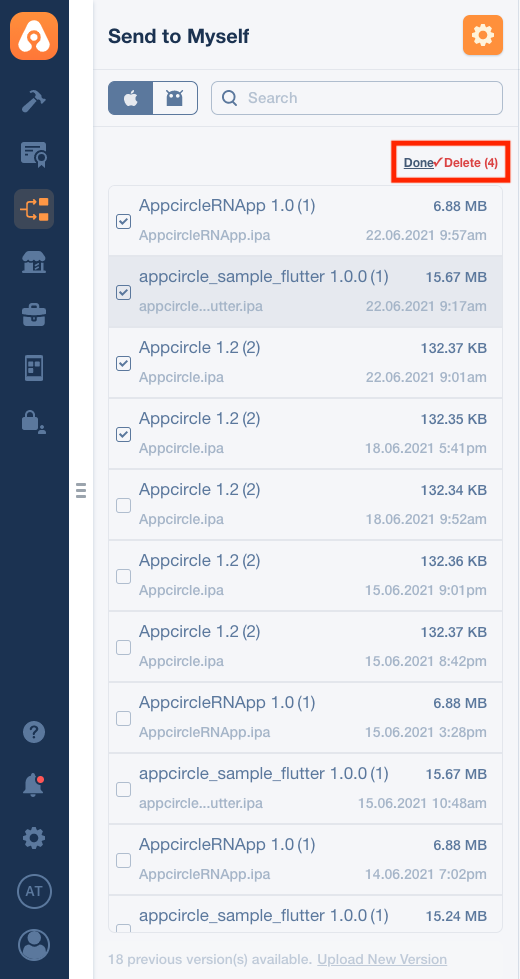 Send to Myself
Search
Done Delete (4)
AppcircleRNApp 1.0 (1) 6.88 MB
AppcircleRNApp.ipa 22.06.2021 9:57am
appcircle_sample_flutter 1.0.0 (1) 15.67 MB
appcircle...utter.ipa 22.06.2021 9:17am
Appcircle 1.2 (2) 132.37 KB
Appcircle.ipa 22.06.2021 9:01am
Appcircle 1.2 (2) 132.35 KB
Appcircle.ipa 18.06.2021 5:41pm
Appcircle 1.2 (2) 132.34 KB
Appcircle.ipa 18.06.2021 9:52am
Appcircle 1.2 (2) 132.36 KB
Appcircle.ipa 15.06.2021 9:01pm
Appcircle 1.2 (2) 132.37 KB
Appcircle.ipa 15.06.2021 8:42pm
AppcircleRNApp 1.0 (1) 6.88 MB
AppcircleRNApp.ipa 15.06.2021 3:28pm
appcircle_sample_flutter 1.0.0 (1) 15.67 MB
appcircle...utter.ipa 15.06.2021 10:48am
AppcircleRNApp 1.0 (1) 6.88 MB
AppcircleRNApp.ipa 14.06.2021 7:02pm
appcircle_sample_flutter 1.0.0 (1) 15.24 MB
18 previous version(s) available. Upload New Version
?
AT